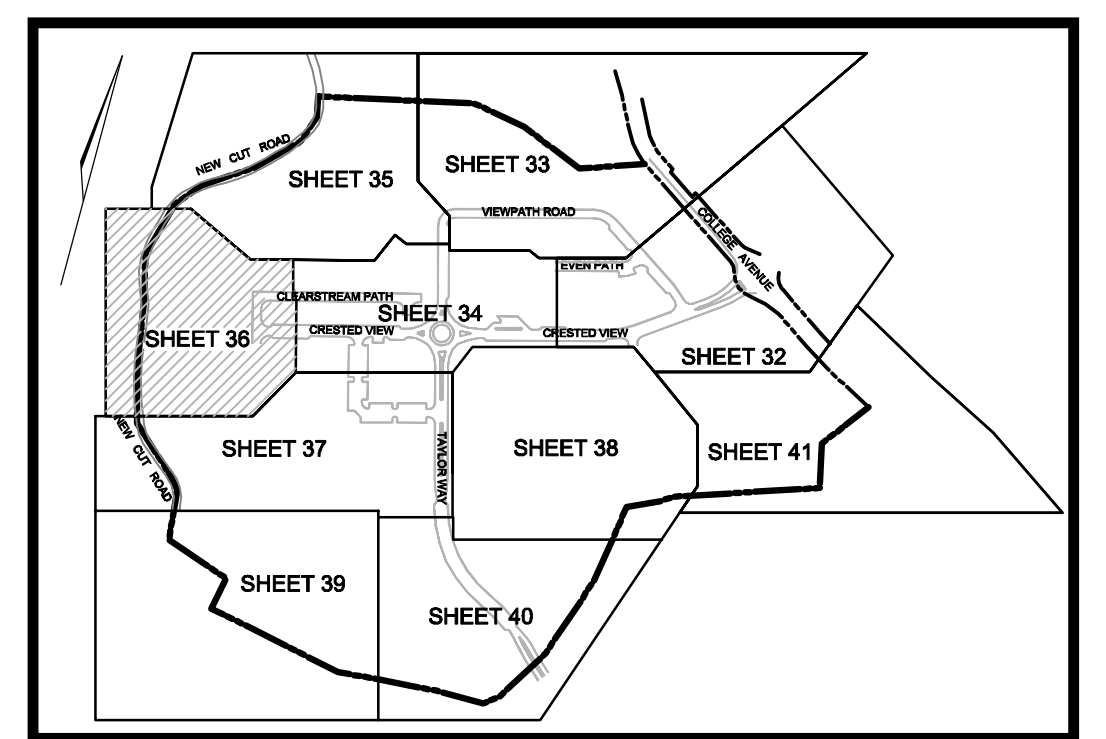 NEW CUT ROAD
SHEET 35
SHEET 33
VIEWPATH ROAD
COLLEGE AVENUE
EVEN PATH
CLEARSTREAM PATH
SHEET 34
CRESTED VIEW
CRESTED VIEW
SHEET 36
SHEET 32
NEW CUT ROAD
SHEET 37
SHEET 38
SHEET 41
TAYLOR WAY
SHEET 39
SHEET 40